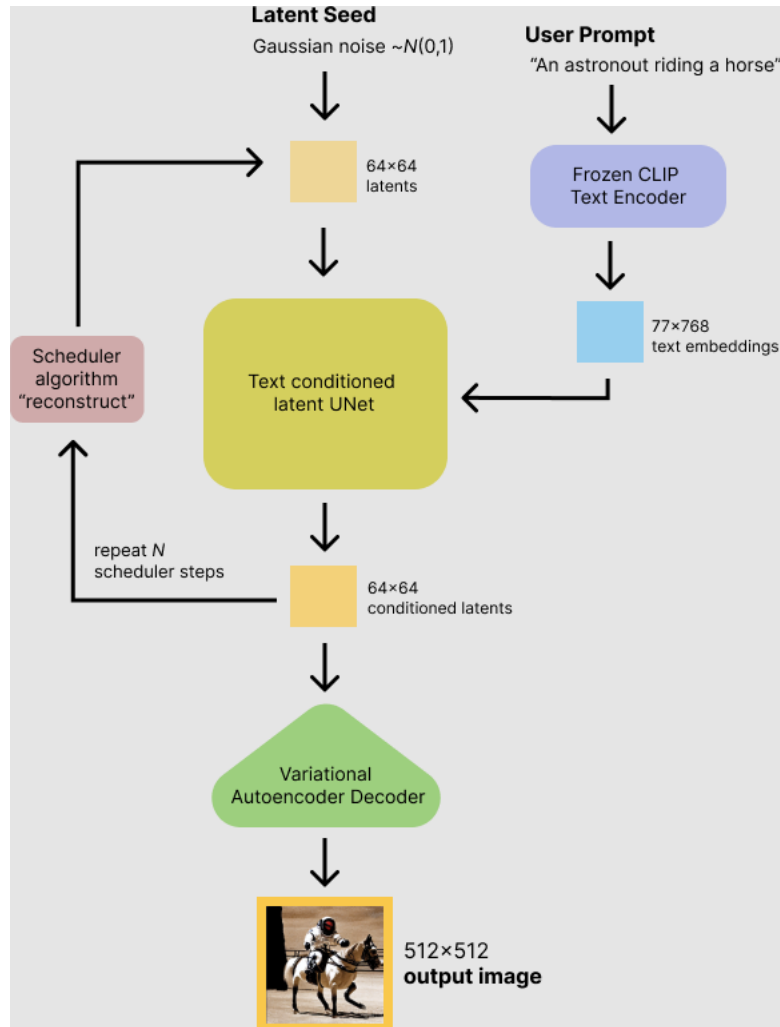 Latent Seed
Gaussian noise ~N(0,1)
User Prompt
“An astronout riding a horse“
64×64
latents
Frozen CLIP
Text Encoder
77×768
text embeddings
Scheduler
algorithm
“reconstruct”
Text conditioned
latent UNet
repeat N
scheduler steps
64×64
conditioned latents
Variational
Autoencoder Decoder
512×512
output image